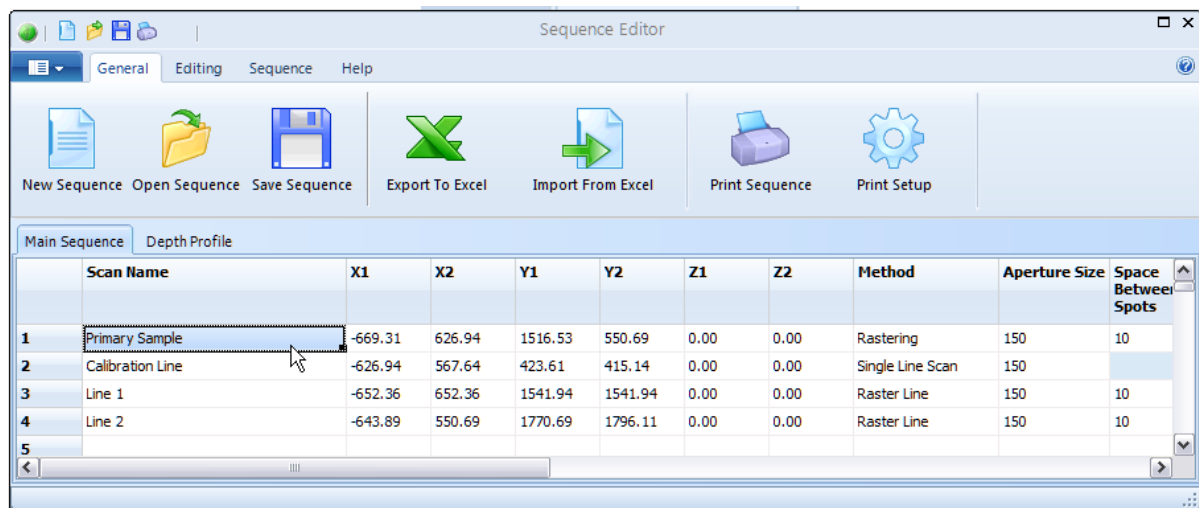 Sequence Editor
General Editing Sequence Help
New Sequence Open Sequence Save Sequence Export To Excel Import From Excel Print Sequence Print Setup
Main Sequence Depth Profile
Scan Name X1 X2 Y1 Y2 Z1 Z2 Method Aperture Size Space
Between
Spots
1 Primary Sample -669.31 626.94 1516.53 550.69 0.00 0.00 Rastering 150 10
2 Calibration Line -626.94 567.64 423.61 415.14 0.00 0.00 Single Line Scan 150
3 Line 1 -652.36 652.36 1541.94 1541.94 0.00 0.00 Raster Line 150 10
4 Line 2 -643.89 550.69 1770.69 1796.11 0.00 0.00 Raster Line 150 10
5